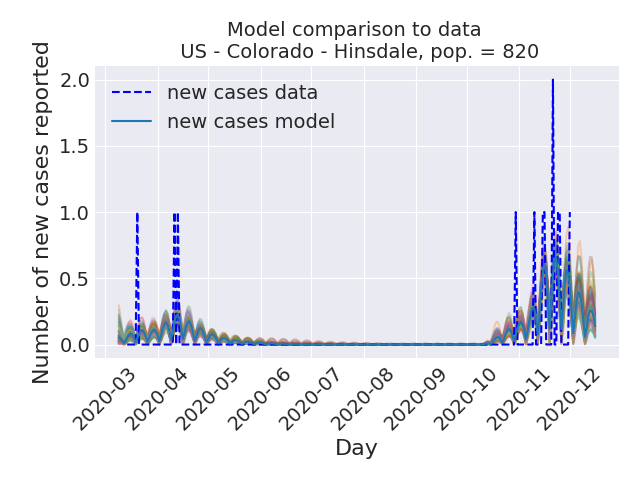 Model comparison to data
US - Colorado - Hinsdale, pop. = 820
Number of new cases reported
2.0
1.5
1.0
0.5
0.0
new cases data
new cases model
2020-03
2020-04
2020-05
2020-06
2020-07
2020-08
2020-09
2020-10
2020-11
2020-12
Day